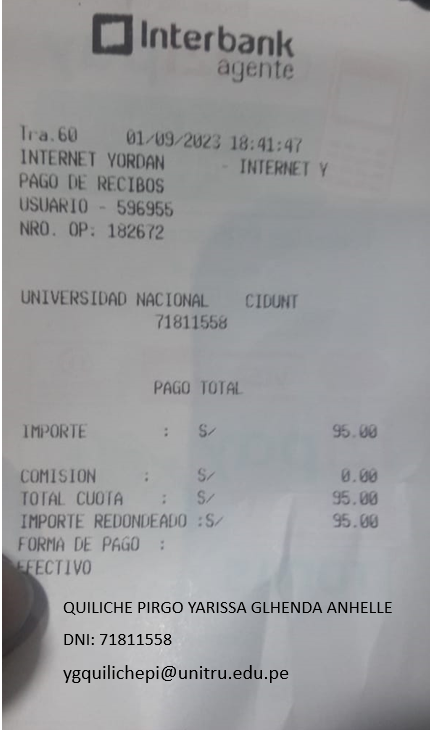 Interbank
agente
Tra.60 01/09/2023 18:41:47
INTERNET YORDAN - INTERNET Y
PAGO DE RECIBOS
USUARIO - 596955
NRO. OP: 182672
UNIVERSIDAD NACIONAL CIDUNT
71811558
PAGO TOTAL
IMPORTE : S/ 95.00
COMISION : S/ 0.00
TOTAL CUOTA : S/ 95.00
IMPORTE REDONDEADO :S/ 95.00
FORMA DE PAGO :
EFECTIVO
QUILICHE PIRGO YARISSA GLHENDA ANHELLE
DNI: 71811558
ygquilichepi@unitru.edu.pe